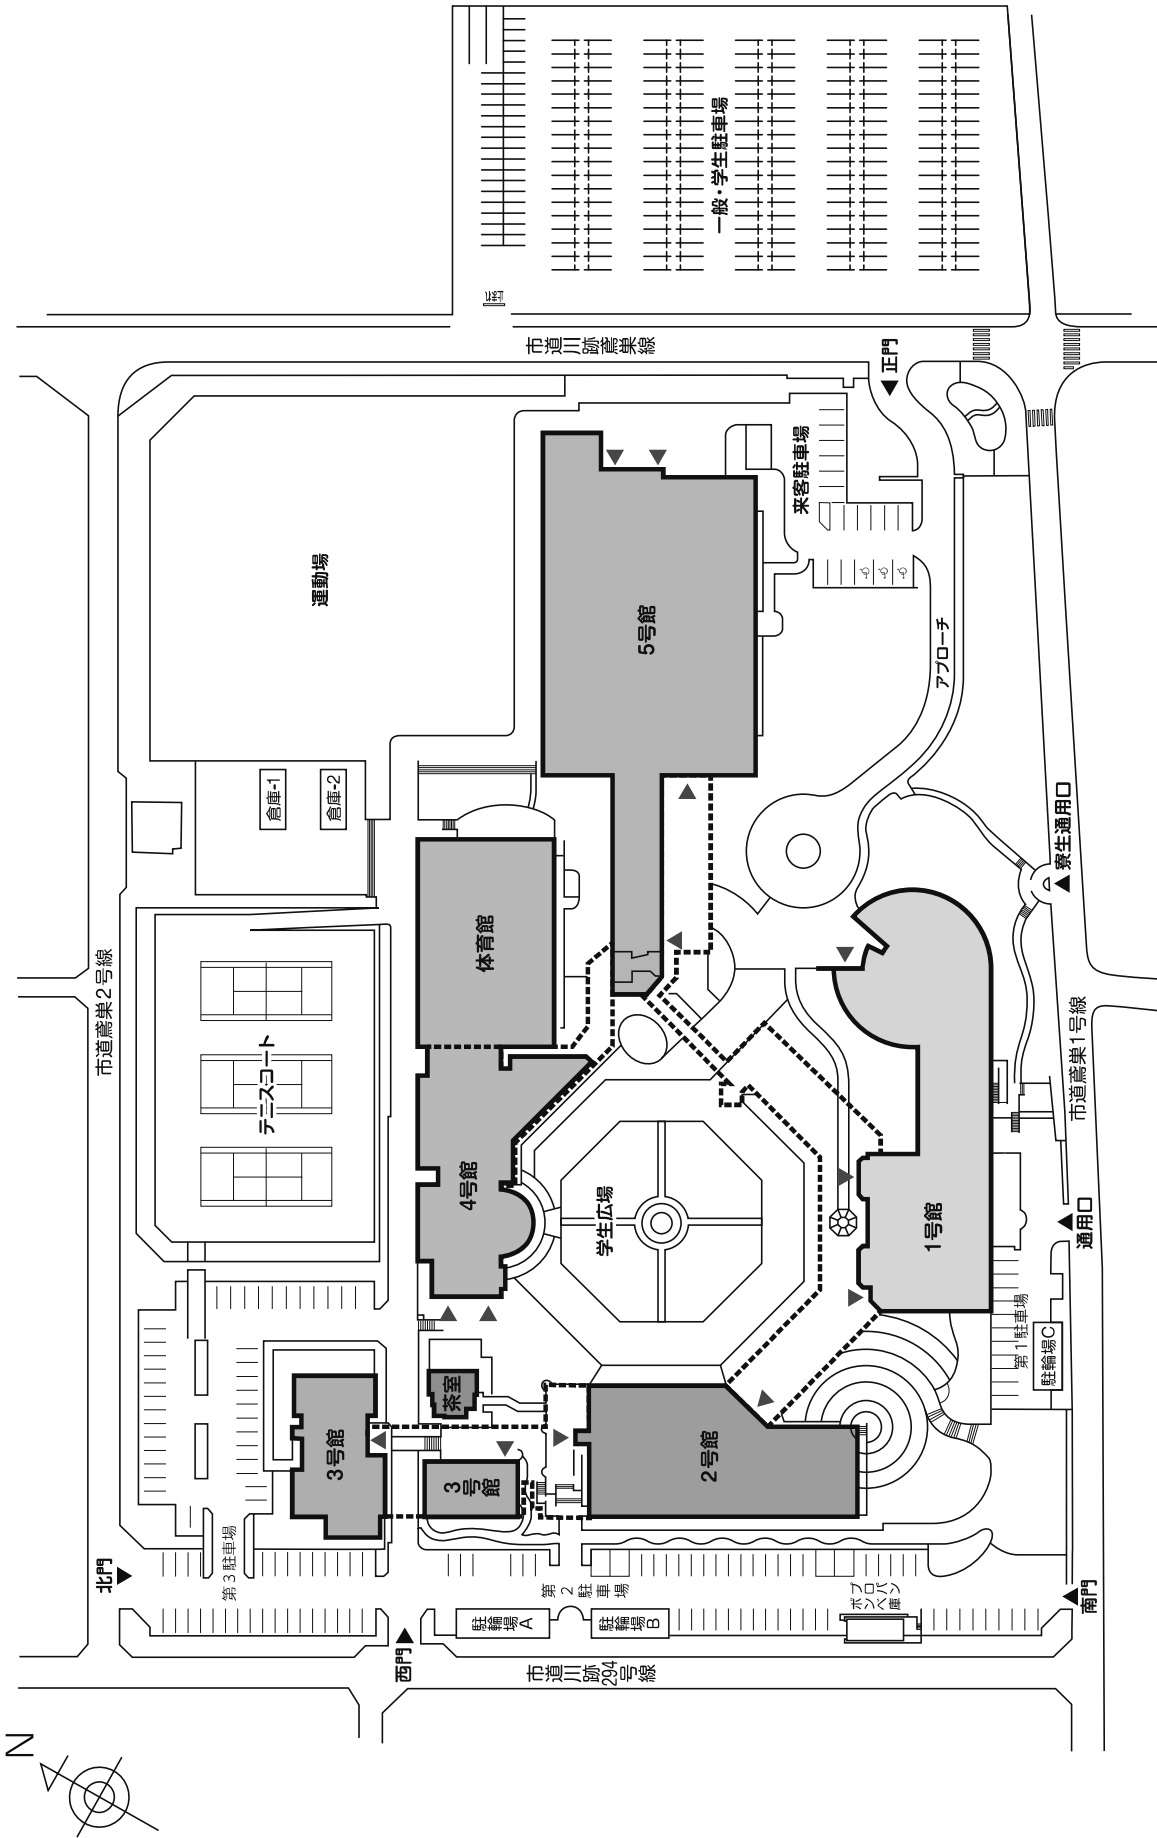 一般・学生駐車場
市道川跡鳶巣線
正門
来客駐車場
運動場
5号館
アプローチ
倉庫-1
倉庫-2
寮生通用口
体育館
市道鳶巣2号線
テニスコート
市道鳶巣1号線
4号館
学生広場
1号館
通用口
第1駐車場
駐輪場C
茶室
3号館
3
号
館
2号館
北門
第3駐車場
第2駐車場
プロパン
ボンベ庫
南門
駐輪場A
駐輪場B
西門
市道川跡294号線
N